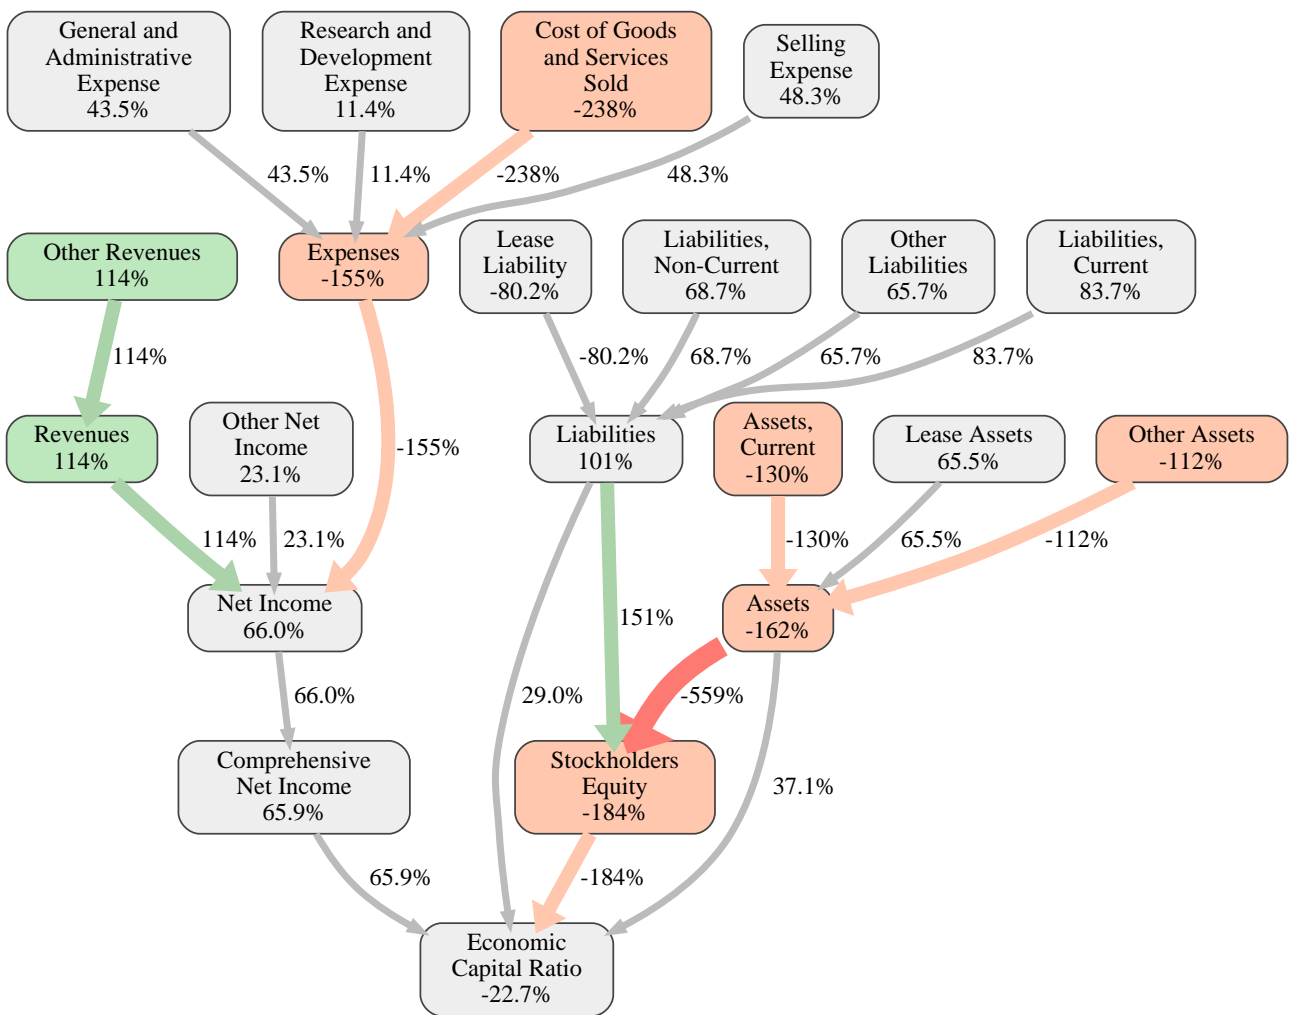 General and
Administrative
Expense
43.5%
Research and
Development
Expense
11.4%
Cost of Goods
and Services
Sold
-238%
Selling
Expense
48.3%
43.5%
11.4%
-238%
48.3%
Other Revenues
114%
Expenses
-155%
Lease
Liability
-80.2%
Liabilities,
Non-Current
68.7%
Other
Liabilities
65.7%
Liabilities,
Current
83.7%
114%
-155%
-80.2%
68.7%
65.7%
83.7%
Revenues
114%
Other Net
Income
23.1%
Liabilities
101%
Assets,
Current
-130%
Lease Assets
65.5%
Other Assets
-112%
114%
23.1%
-130%
65.5%
-112%
Net Income
66.0%
151%
Assets
-162%
66.0%
29.0%
-559%
Comprehensive
Net Income
65.9%
Stockholders
Equity
-184%
37.1%
65.9%
-184%
Economic
Capital Ratio
-22.7%